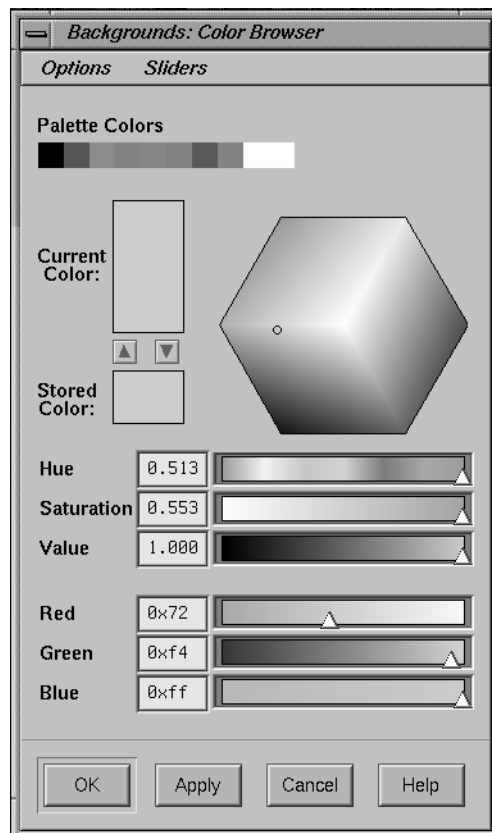 Backgrounds: Color Browser
Options Sliders
Palette Colors
Current
Color:
Stored
Color:
Hue 0.513
Saturation 0.553
Value 1.000
Red 0x72
Green 0xf4
Blue 0xff
OK Apply Cancel Help